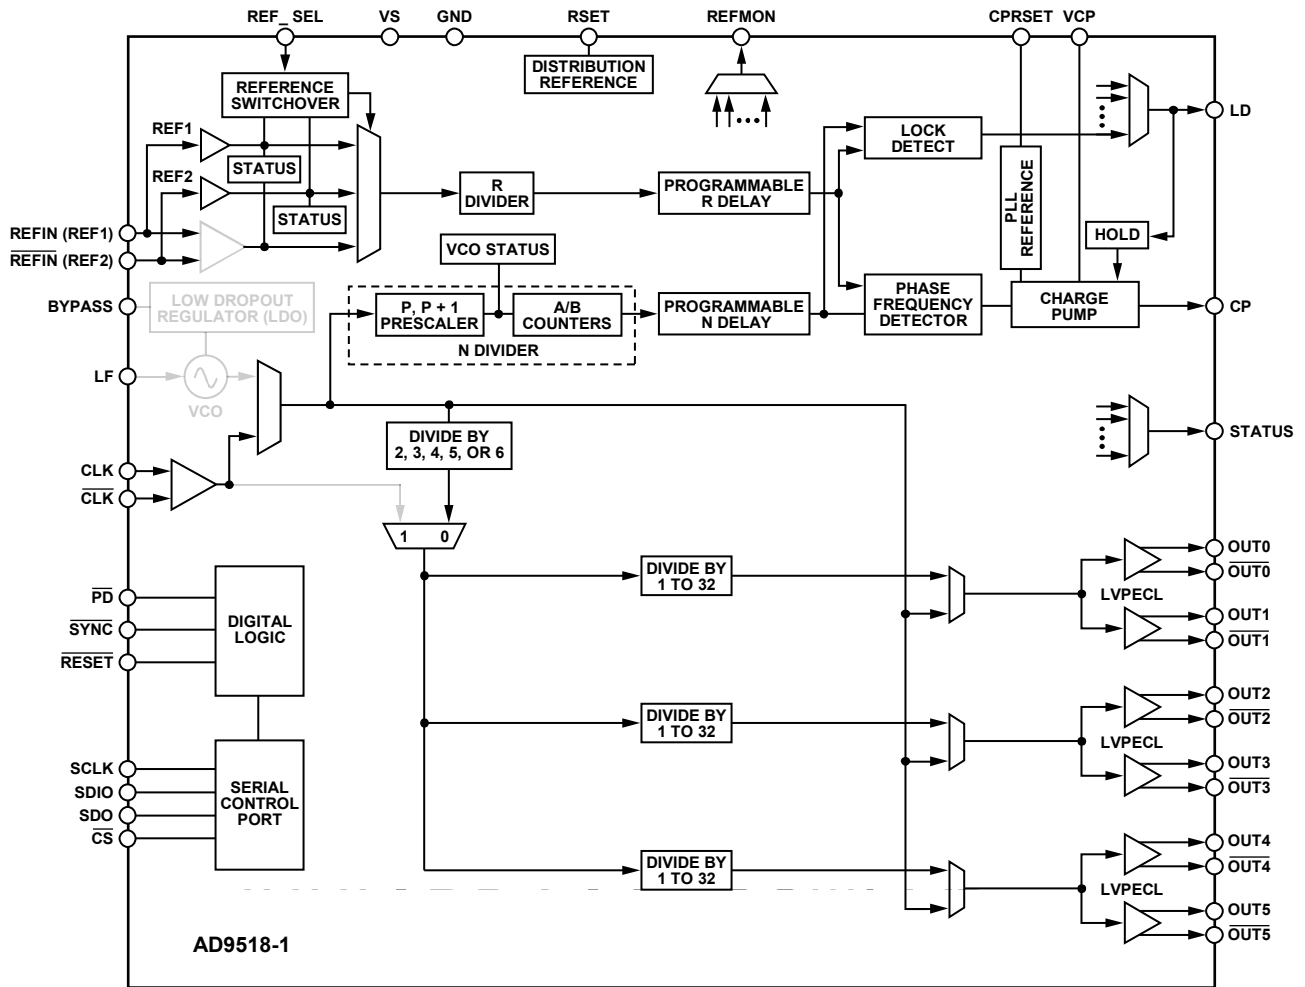 REF_ SEL
VS
GND
RSET
REFMON
CPRSET
VCP
DISTRIBUTION
REFERENCE
REFERENCE
SWITCHOVER
REF1
STATUS
REF2
STATUS
R
DIVIDER
PROGRAMMABLE
R DELAY
LOCK
DETECT
PLL
REFERENCE
HOLD
LD
REFIN (REF1)
REFIN (REF2)
BYPASS
LOW DROPOUT
REGULATOR (LDO)
VCO STATUS
P, P + 1
PRESCALER
A/B
COUNTERS
N DIVIDER
PROGRAMMABLE
N DELAY
PHASE
FREQUENCY
DETECTOR
CHARGE
PUMP
CP
LF
VCO
STATUS
DIVIDE BY
2, 3, 4, 5, OR 6
CLK
CLK
1
0
PD
SYNC
RESET
DIGITAL
LOGIC
DIVIDE BY
1 TO 32
LVPECL
OUT0
OUT0
OUT1
OUT1
DIVIDE BY
1 TO 32
LVPECL
OUT2
OUT2
OUT3
OUT3
SCLK
SDIO
SDO
CS
SERIAL
CONTROL
PORT
DIVIDE BY
1 TO 32
LVPECL
OUT4
OUT4
OUT5
OUT5
AD9518-1